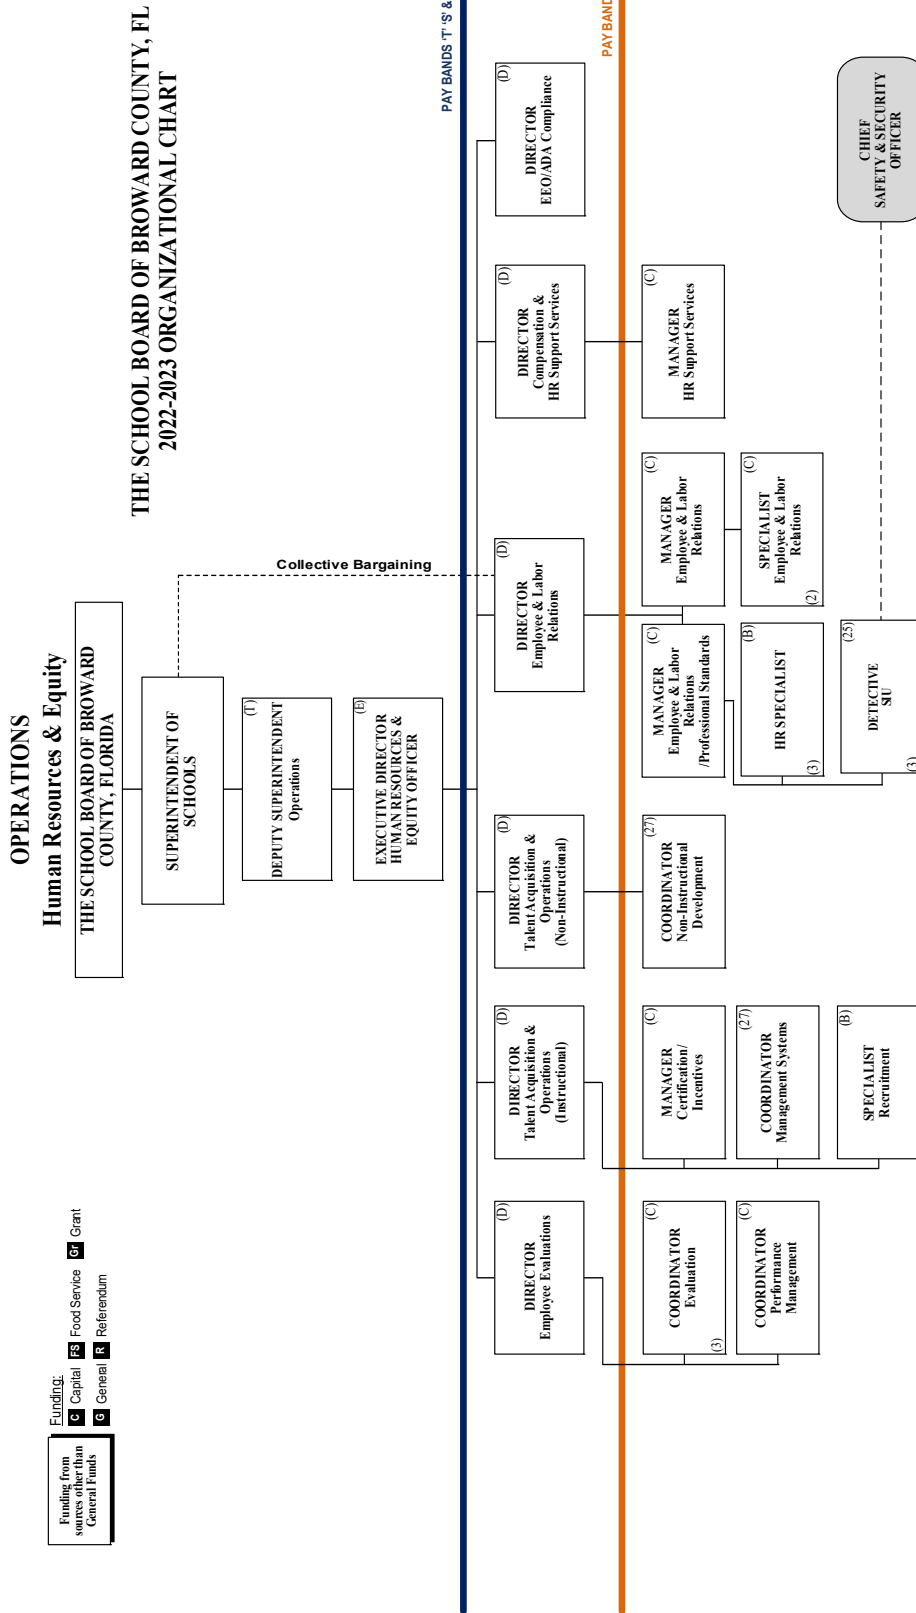 OPERATIONS
Human Resources & Equity
THE SCHOOL BOARD OF BROWARD COUNTY, FL
2022-2023 ORGANIZATIONAL CHART
Funding from
sources other than
General Funds
Funding:
C Capital FS Food Service Gr Grant
G General R Referendum
THE SCHOOL BOARD OF BROWARD
COUNTY, FLORIDA
SUPERINTENDENT OF
SCHOOLS
(T)
DEPUTY SUPERINTENDENT
Operations
(E)
EXECUTIVE DIRECTOR
HUMAN RESOURCES &
EQUITY OFFICER
Collective Bargaining
PAY BANDS 'T' 'S' &
(D)
DIRECTOR
Employee Evaluations
(D)
DIRECTOR
Talent Acquisition &
Operations
(Instructional)
(D)
DIRECTOR
Talent Acquisition &
Operations
(Non-Instructional)
(D)
DIRECTOR
Employee & Labor
Relations
(D)
DIRECTOR
Compensation &
HR Support Services
(D)
DIRECTOR
EEO/ADA Compliance
PAY BAND
(C)
COORDINATOR
Evaluation
(3)
(C)
COORDINATOR
Performance
Management
(C)
MANAGER
Certification/
Incentives
(27)
COORDINATOR
Management Systems
(B)
SPECIALIST
Recruitment
(27)
COORDINATOR
Non-Instructional
Development
(C)
MANAGER
Employee & Labor
Relations
/Professional Standards
(B)
HR SPECIALIST
(3)
(25)
DETECTIVE
SIU
(3)
(C)
MANAGER
Employee & Labor
Relations
(C)
SPECIALIST
Employee & Labor
Relations
(2)
(C)
MANAGER
HR Support Services
CHIEF
SAFETY & SECURITY
OFFICER